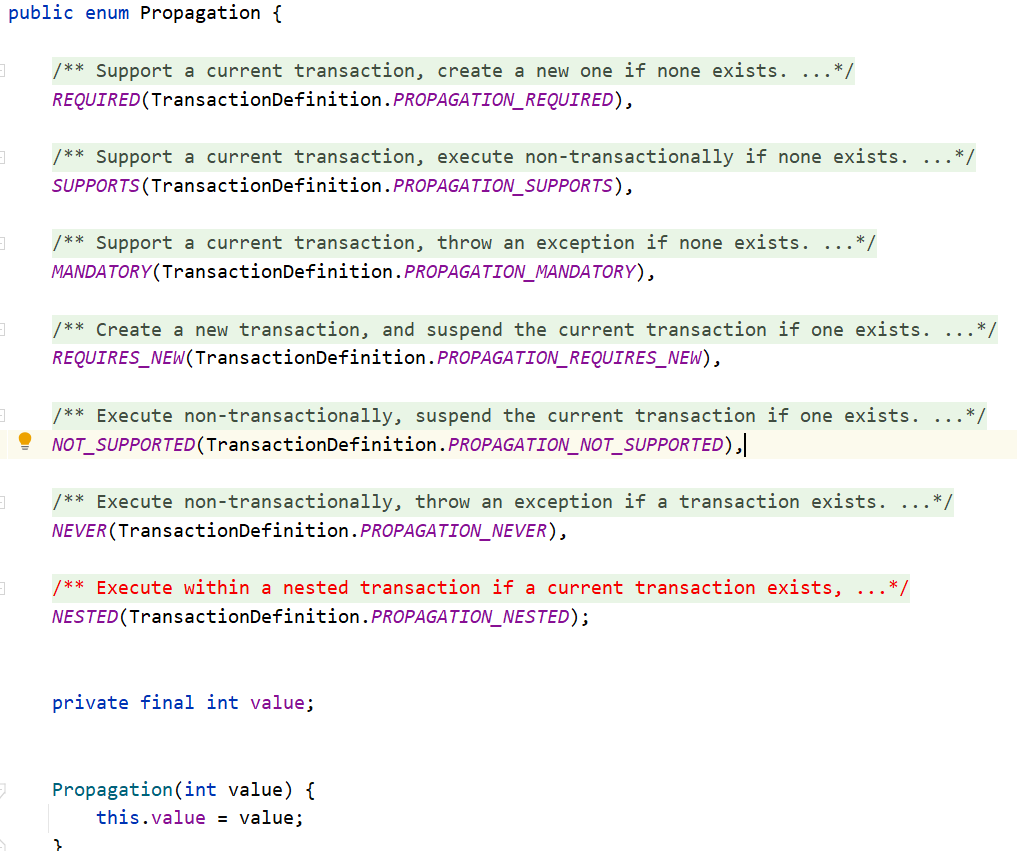 public enum Propagation {
/** Support a current transaction, create a new one if none exists. ...*/
REQUIRED(TransactionDefinition.PROPAGATION_REQUIRED),
/** Support a current transaction, execute non-transactionally if none exists. ...*/
SUPPORTS(TransactionDefinition.PROPAGATION_SUPPORTS),
/** Support a current transaction, throw an exception if none exists. ...*/
MANDATORY(TransactionDefinition.PROPAGATION_MANDATORY),
/** Create a new transaction, and suspend the current transaction if one exists. ...*/
REQUIRES_NEW(TransactionDefinition.PROPAGATION_REQUIRES_NEW),
/** Execute non-transactionally, suspend the current transaction if one exists. ...*/
NOT_SUPPORTED(TransactionDefinition.PROPAGATION_NOT_SUPPORTED),
/** Execute non-transactionally, throw an exception if a transaction exists. ...*/
NEVER(TransactionDefinition.PROPAGATION_NEVER),
/** Execute within a nested transaction if a current transaction exists, ...*/
NESTED(TransactionDefinition.PROPAGATION_NESTED);
private final int value;
Propagation(int value) {
this.value = value;
}